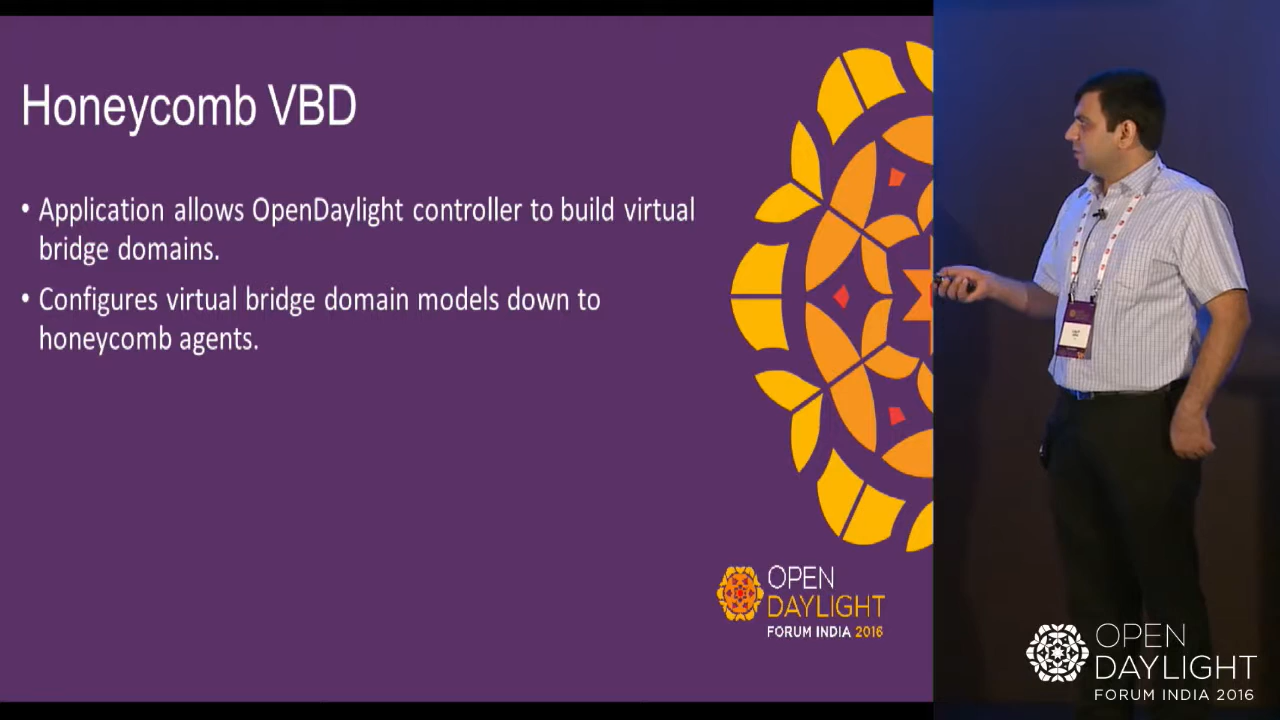 Honeycomb VBD
• Application allows OpenDaylight controller to build virtual
bridge domains.
• Configures virtual bridge domain models down to
honeycomb agents.
OPEN
DAYLIGHT
FORUM INDIA 2016
OPEN
DAYLIGHT
FORUM INDIA 2016